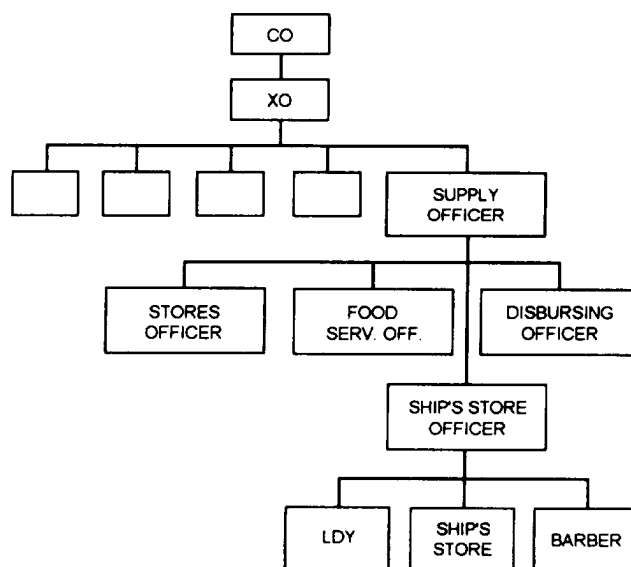 CO
XO
SUPPLY
OFFICER
STORES
OFFICER
FOOD
SERV. OFF.
DISBURSING
OFFICER
SHIP'S STORE
OFFICER
LDY
SHIP'S
STORE
BARBER